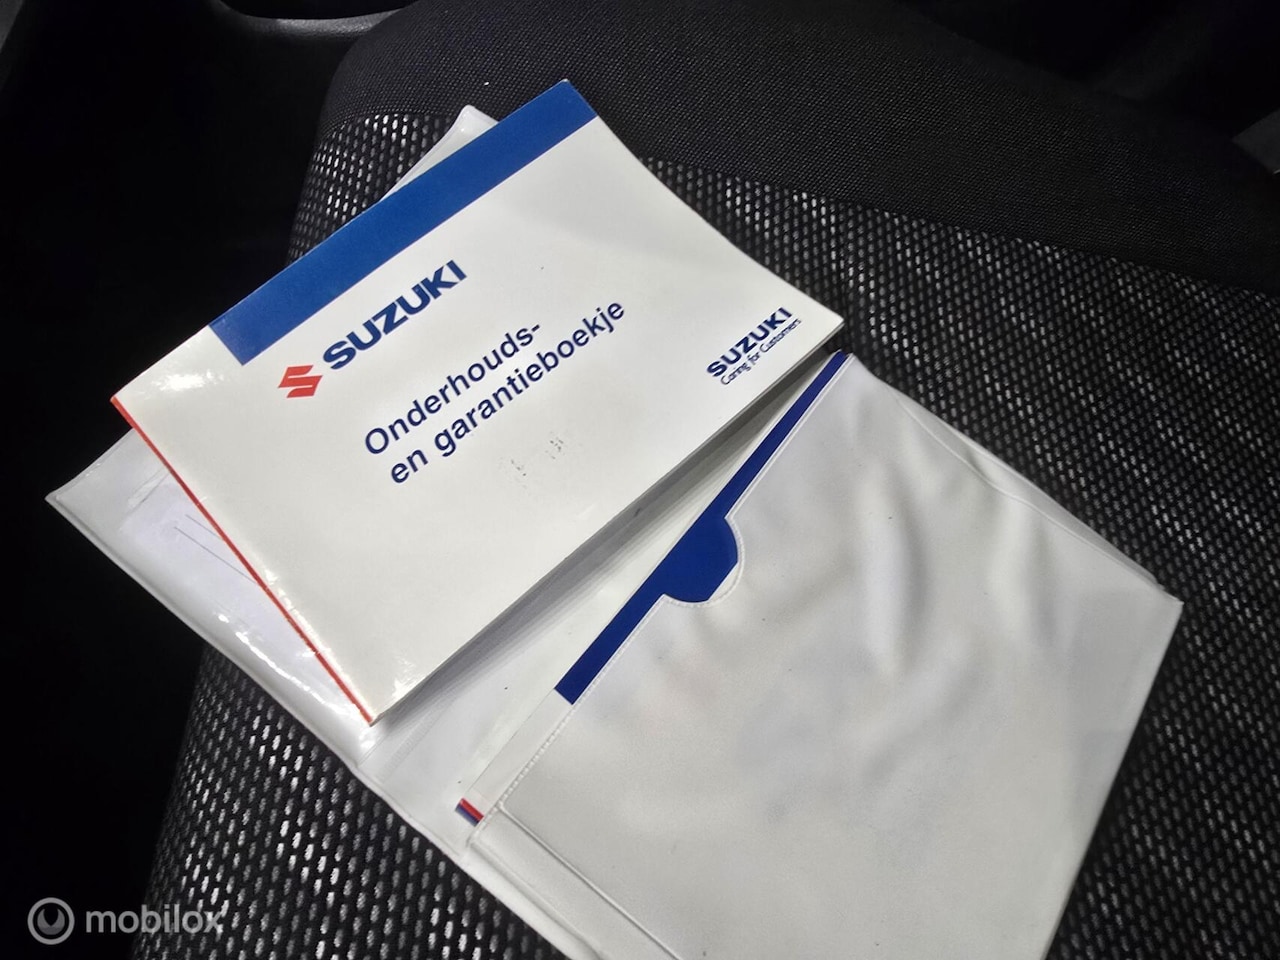 SUZUKI
Onderhouds-
en garantieboekje
SUZUKI
Caring for Customers
mobilox